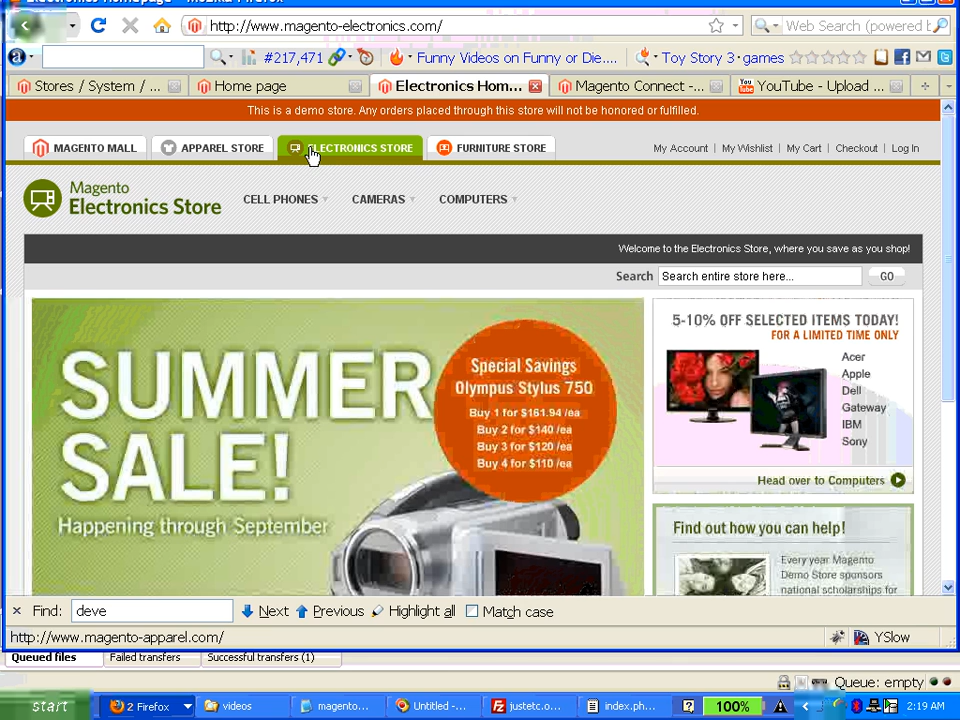 Electronics Homepage - Mozilla Firefox
http://www.magento-electronics.com/
Web Search (powered b
#217,471
Funny Videos on Funny or Die....
Toy Story 3
games
Stores / System / ...
Home page
Electronics Hom...
Magento Connect -...
You Tube
YouTube - Upload ...
This is a demo store. Any orders placed through this store will not be honored or fulfilled.
MAGENTO MALL
APPAREL STORE
ELECTRONICS STORE
FURNITURE STORE
My Account
My Wishlist
My Cart
Checkout
Log In
Magento
Electronics Store
CELL PHONES
CAMERAS
COMPUTERS
Welcome to the Electronics Store, where you save as you shop!
Search
Search entire store here...
GO
SUMMER
SALE!
Happening through September
Special Savings
Olympus Stylus 750
Buy 1 for $161.94 /ea
Buy 2 for $140 /ea
Buy 3 for $120 /ea
Buy 4 for $110 /ea
5-10% OFF SELECTED ITEMS TODAY!
FOR A LIMITED TIME ONLY
Acer
Apple
Dell
Gateway
IBM
Sony
Head over to Computers
Find out how you can help!
Every year Magento
Demo Store sponsors
national scholarships for
Find:
deve
Next
Previous
Highlight all
Match case
http://www.magento-apparel.com/
YSlow
Queued files
Failed transfers
Successful transfers (1)
Queue: empty
start
2 Firefox
videos
magento...
Untitled -...
justetc.o...
index.ph...
100%
2:19 AM